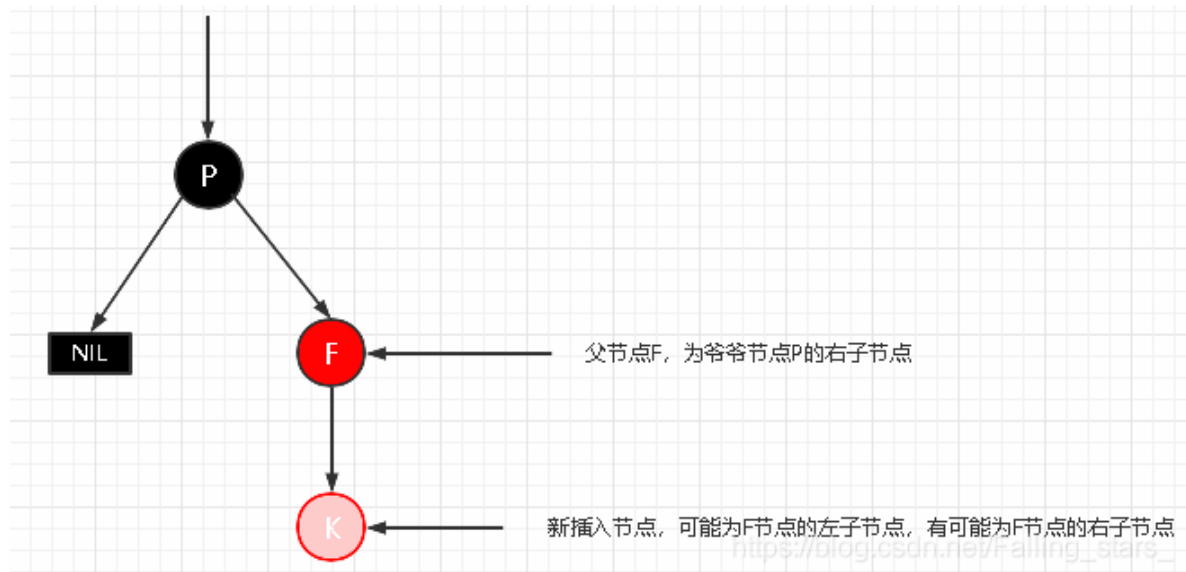 P
NIL
F
父节点F，为爷爷节点P的右子节点
K
新插入节点，可能为F节点的左子节点，有可能为F节点的右子节点
https://blog.csdn.net/Falling_stars_